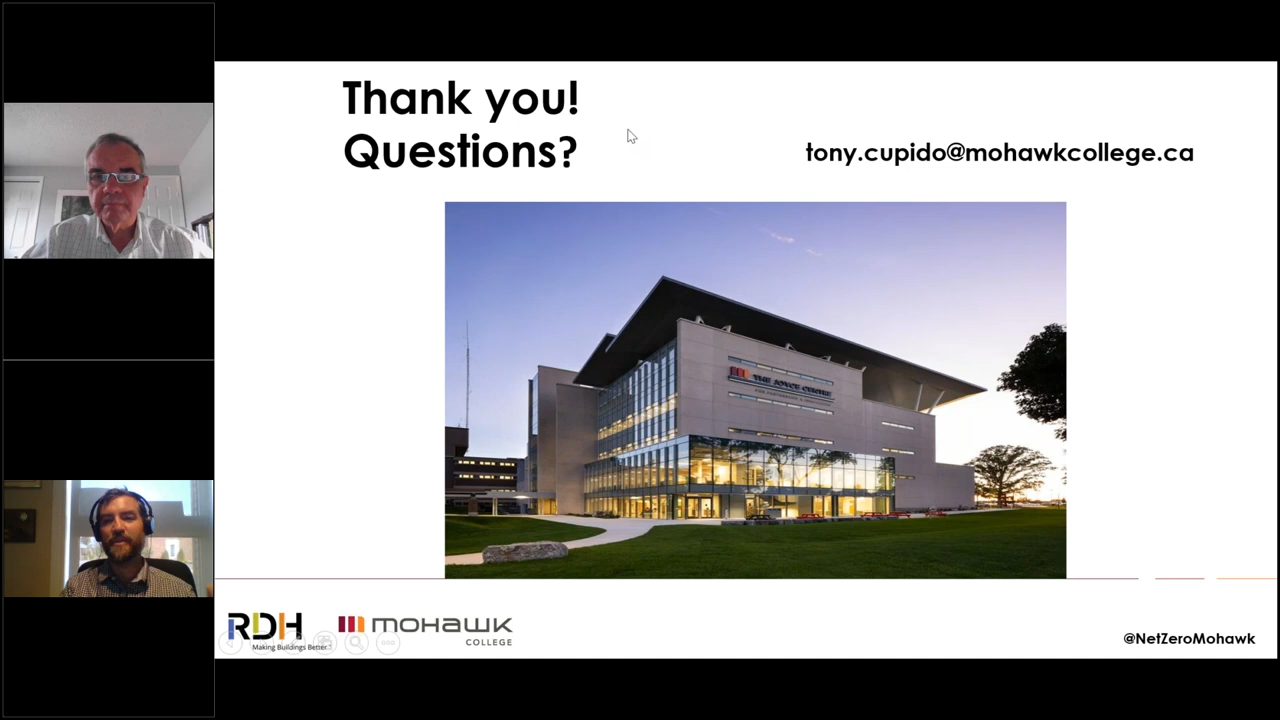 Thank you!
Questions?
tony.cupido@mohawkcollege.ca
THE JOYCE CENTRE
RDH
Making Buildings Better
mohawk
COLLEGE
@NetZeroMohawk